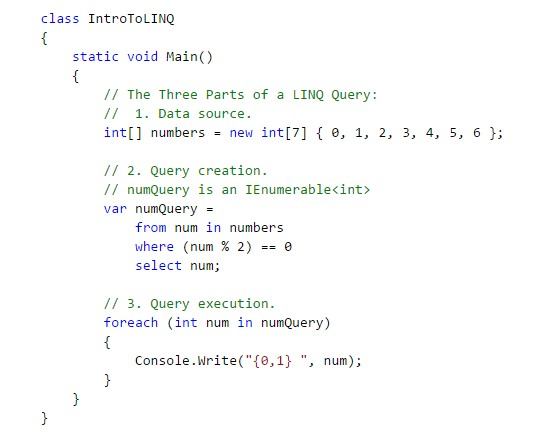 class IntroToLINQ
{
    static void Main()
    {
        // The Three Parts of a LINQ Query:
        //  1. Data source.
        int[] numbers = new int[7] { 0, 1, 2, 3, 4, 5, 6 };

        // 2. Query creation.
        // numQuery is an IEnumerable<int>
        var numQuery =
            from num in numbers
            where (num % 2) == 0
            select num;

        // 3. Query execution.
        foreach (int num in numQuery)
        {
            Console.Write("{0,1} ", num);
        }
    }
}